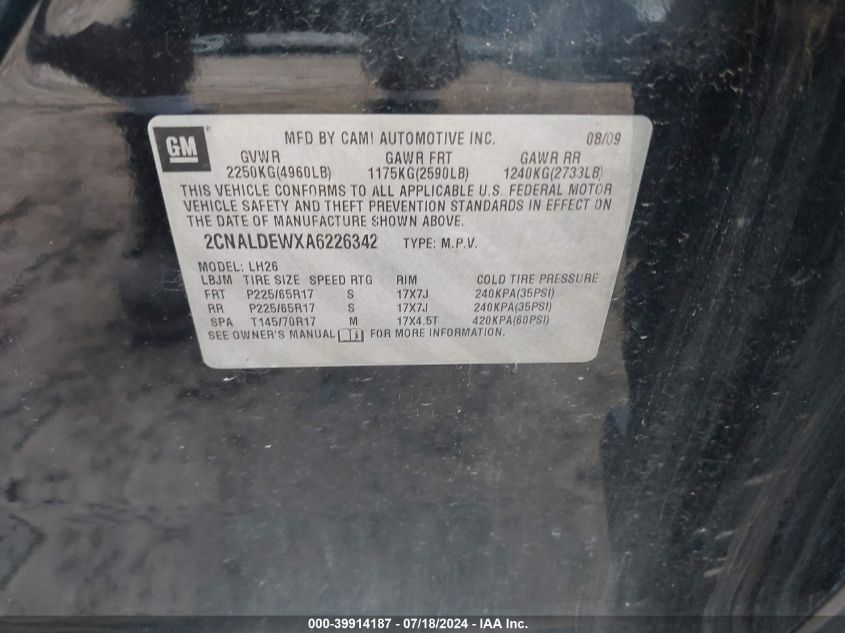 GM®
MFD BY CAMI AUTOMOTIVE INC. 08/09
GVWR GAWR FRT GAWR RR
2250KG(4960LB) 1175KG(2590LB) 1240KG(2733LB)
THIS VEHICLE CONFORMS TO ALL APPLICABLE U.S. FEDERAL MOTOR
VEHICLE SAFETY AND THEFT PREVENTION STANDARDS IN EFFECT ON
THE DATE OF MANUFACTURE SHOWN ABOVE.
2CNALDEWXA6226342 TYPE: M.P.V.
MODEL: LH26
LBJM TIRE SIZE SPEED RTG RIM COLD TIRE PRESSURE
FRT P225/65R17 S 17X7J 240KPA(35PSI)
RR P225/65R17 S 17X7J 240KPA(35PSI)
SPA T145/70R17 M 17X4.5T 420KPA(60PSI)
SEE OWNER'S MANUAL FOR MORE INFORMATION.
000-39914187 - 07/18/2024 - IAA Inc.